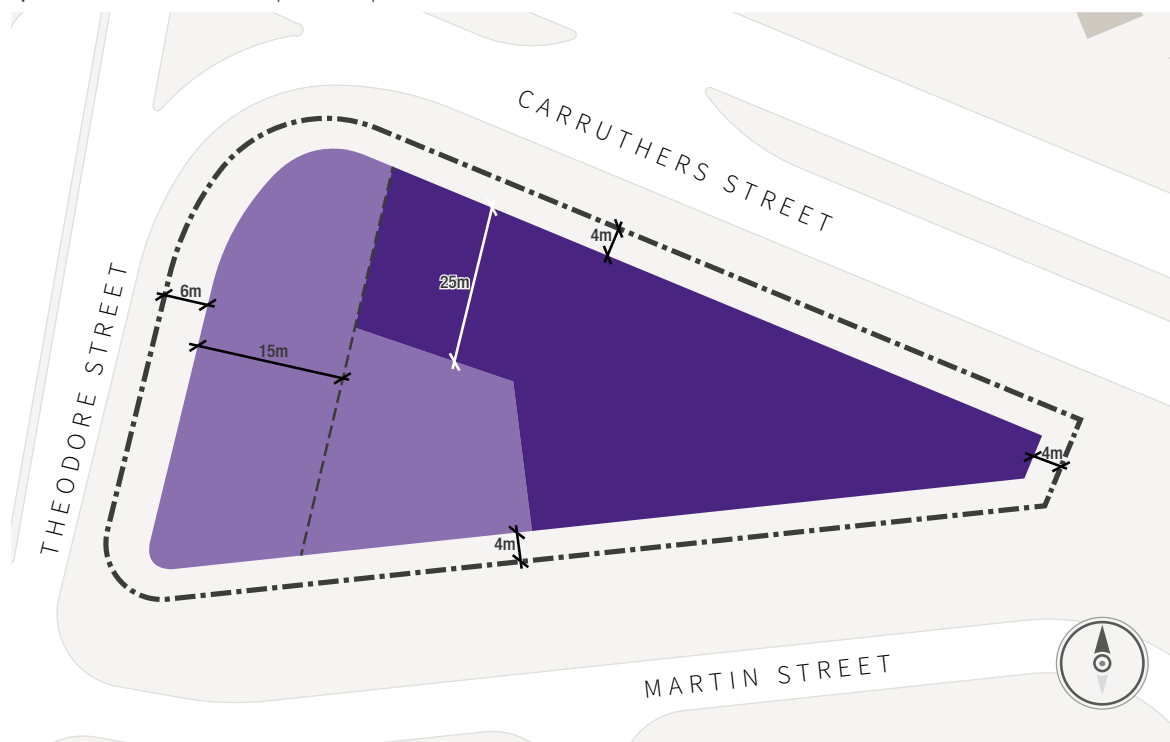 CARRUTHERS STREET
4m
25m
6m
15m
THEODORE STREET
4m
4m
MARTIN STREET